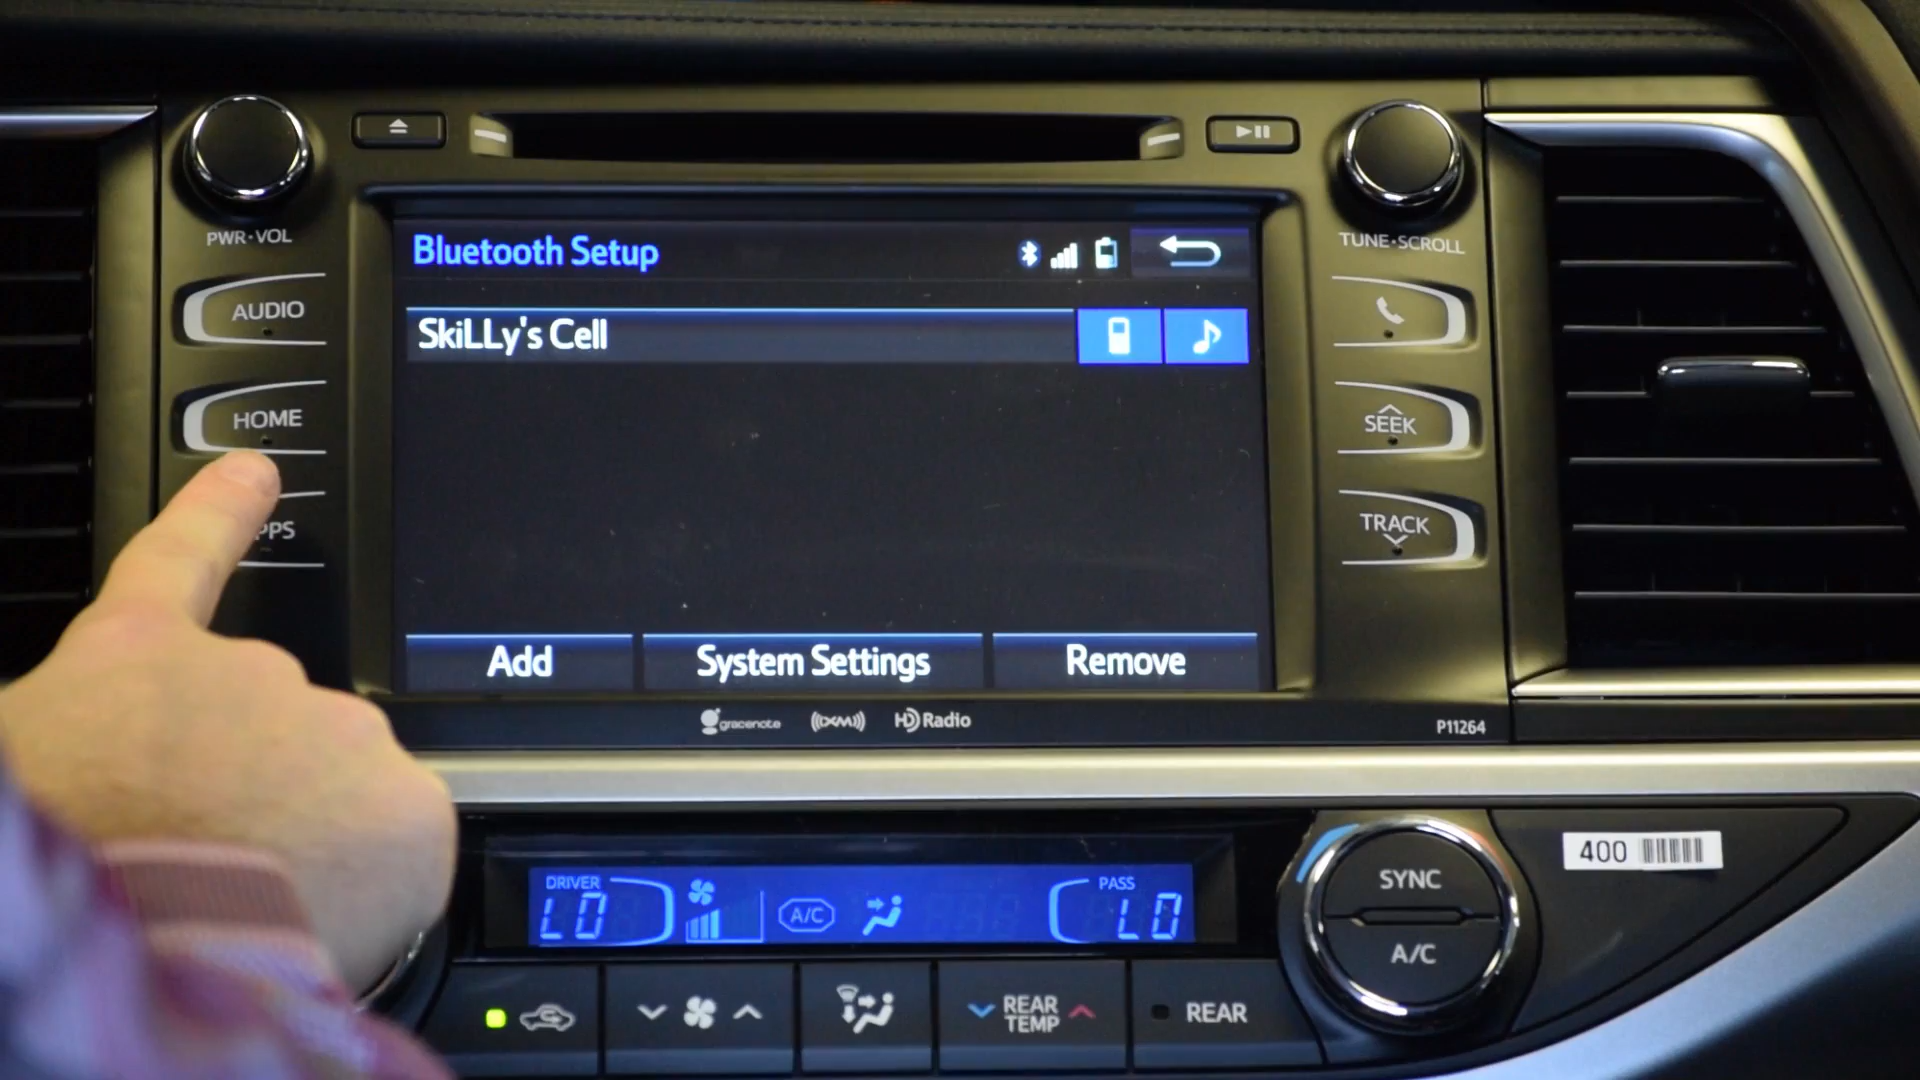 PWR•VOL
TUNE•SCROLL
AUDIO
HOME
PPS
Bluetooth Setup
SkiLLy's Cell
Add
System Settings
Remove
SEEK
TRACK
gracenote
((XM))
HD Radio
P11264
DRIVER
LO
A/C
PASS
LO
SYNC
A/C
400
REAR
TEMP
REAR